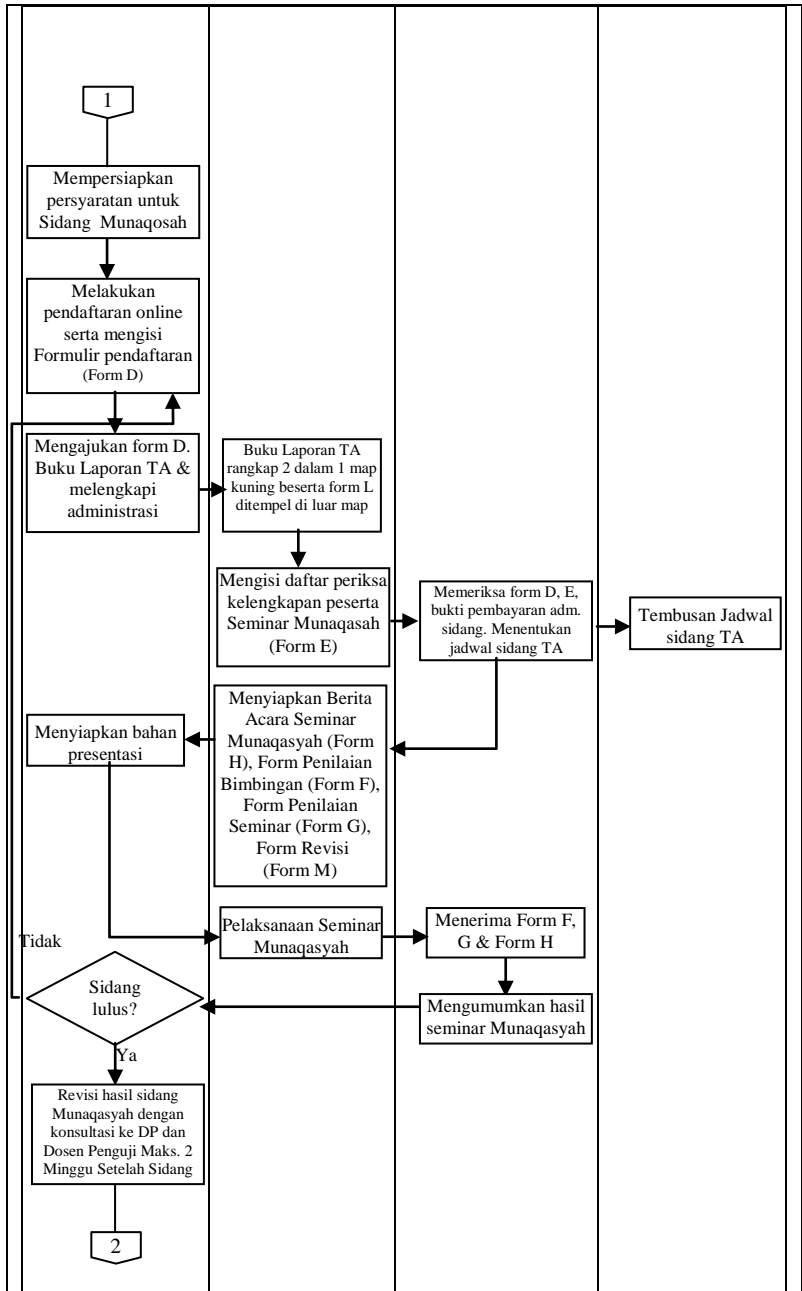 1
Mempersiapkan
persyaratan untuk
Sidang Munaqosah
Melakukan
pendaftaran online
serta mengisi
Formulir pendaftaran
(Form D)
Mengajukan form D.
Buku Laporan TA &
melengkapi
administrasi
Buku Laporan TA
rangkap 2 dalam 1 map
kuning beserta form L
ditempel di luar map
Mengisi daftar periksa
kelengkapan peserta
Seminar Munaqasah
(Form E)
Memeriksa form D, E,
bukti pembayaran adm.
sidang. Menentukan
jadwal sidang TA
Tembusan Jadwal
sidang TA
Menyiapkan Berita
Acara Seminar
Munaqasyah (Form
H), Form Penilaian
Bimbingan (Form F),
Form Penilaian
Seminar (Form G),
Form Revisi
(Form M)
Menyiapkan bahan
presentasi
Pelaksanaan Seminar
Munaqasyah
Menerima Form F,
G & Form H
Mengumumkan hasil
seminar Munaqasyah
Tidak
Sidang
lulus?
Ya
Revisi hasil sidang
Munaqasyah dengan
konsultasi ke DP dan
Dosen Penguji Maks. 2
Minggu Setelah Sidang
2